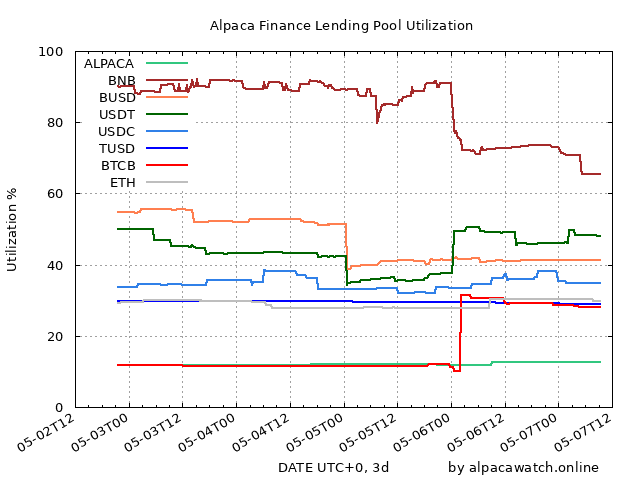 Alpaca Finance Lending Pool Utilization
100
80
60
40
20
0
Utilization %
ALPACA
BNB
BUSD
USDT
USDC
TUSD
BTCB
ETH
05-02T12
05-03T00
05-03T12
05-04T00
05-04T12
05-05T00
05-05T12
05-06T00
05-06T12
05-07T00
05-07T12
DATE UTC+0, 3d
by alpacawatch.online